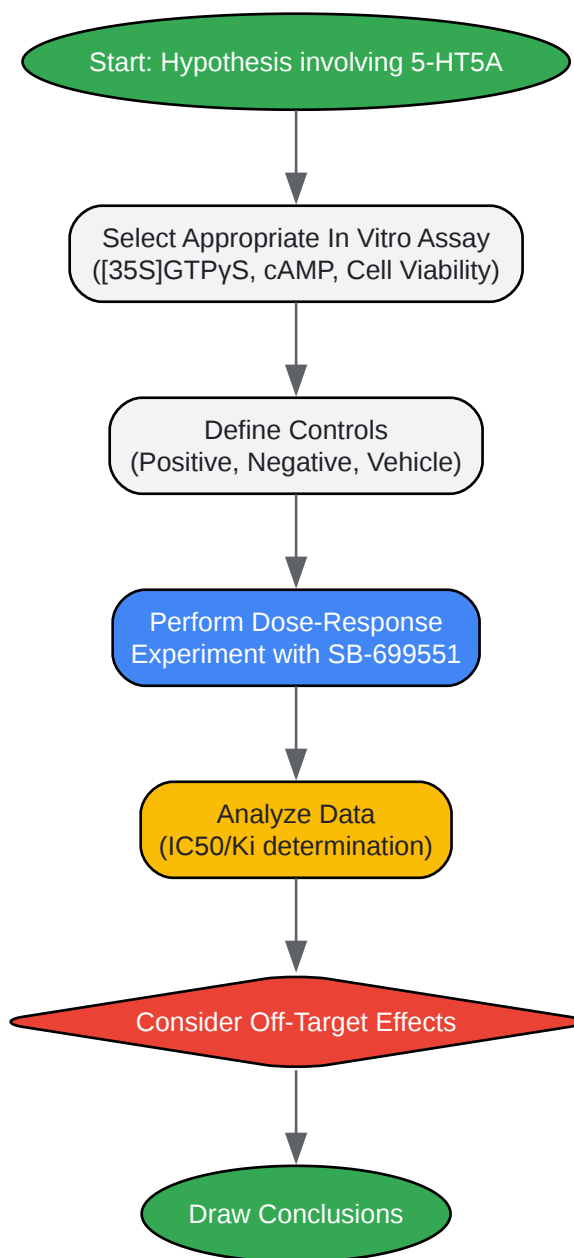 Start: Hypothesis involving 5-HT5A
Select Appropriate In Vitro Assay
([35S]GTPγS, cAMP, Cell Viability)
Define Controls
(Positive, Negative, Vehicle)
Perform Dose-Response
Experiment with SB-699551
Analyze Data
(IC50/Ki determination)
Consider Off-Target Effects
Draw Conclusions